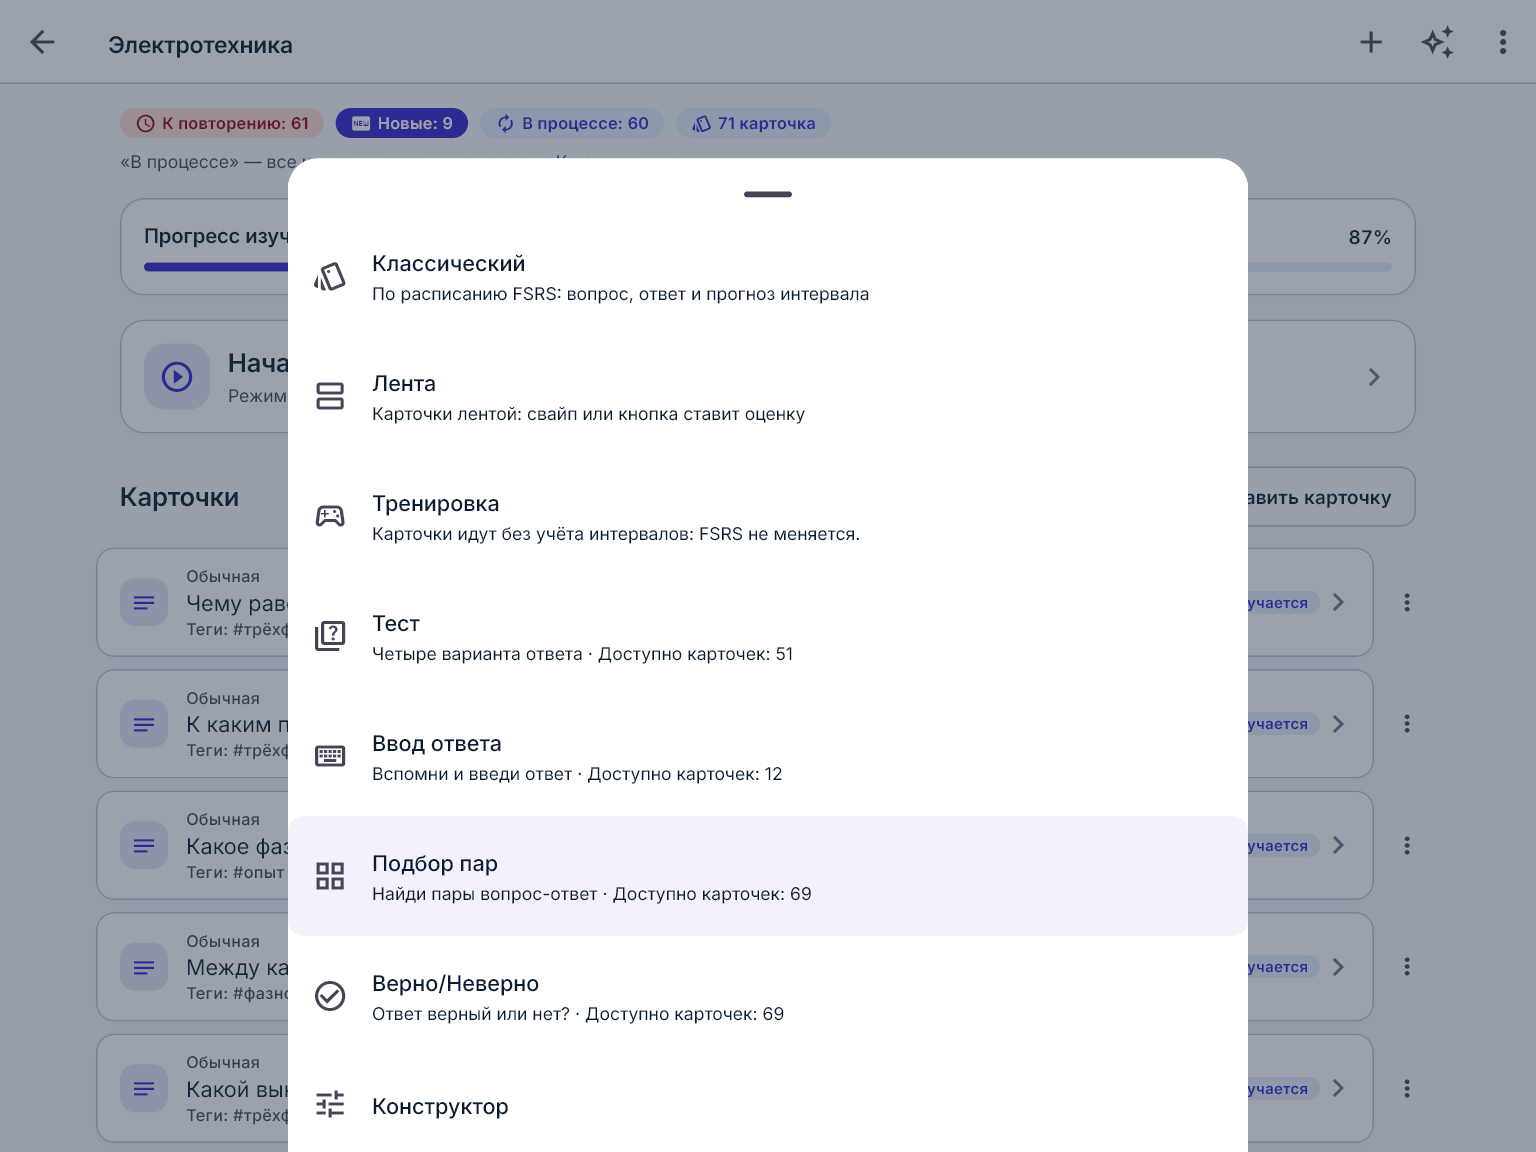 Электротехника
К повторению: 61
NEW Новые: 9
В процессе: 60
71 карточка
«В процессе» — все
Прогресс изуч
87%
Нача
Режим
Карточки
авить карточку
Классический
По расписанию FSRS: вопрос, ответ и прогноз интервала
Лента
Карточки лентой: свайп или кнопка ставит оценку
Тренировка
Карточки идут без учёта интервалов: FSRS не меняется.
Тест
Четыре варианта ответа · Доступно карточек: 51
Ввод ответа
Вспомни и введи ответ · Доступно карточек: 12
Подбор пар
Найди пары вопрос-ответ · Доступно карточек: 69
Верно/Неверно
Ответ верный или нет? · Доступно карточек: 69
Конструктор
Обычная
Чему рав
Теги: #трёхф
учается
Обычная
К каким п
Теги: #трёхф
учается
Обычная
Какое фаз
Теги: #опыт
учается
Обычная
Между ка
Теги: #фазно
учается
Обычная
Какой вы
Теги: #трёхф
учается